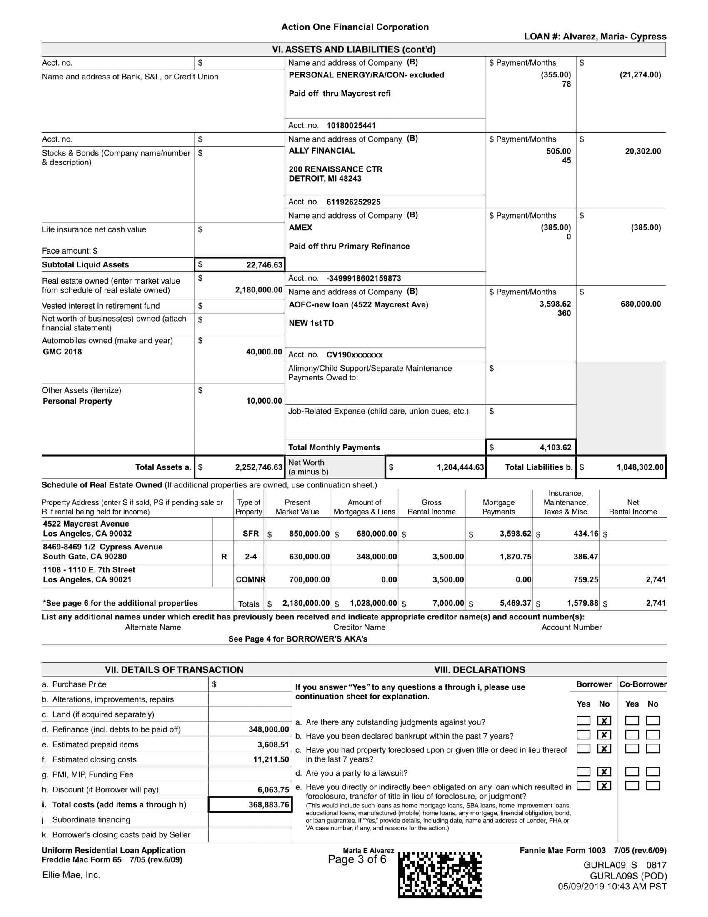 Action One Financial Corporation
LOAN #: Alvarez, Maria- Cypress
VI. ASSETS AND LIABILITIES (cont'd)
Acct. no. $ Name and address of Company (B) $ Payment/Months $
Name and address of Bank, S&L, or Credit Union PERSONAL ENERGY/RA/CON- excluded (355.00) (21,274.00)
78
Paid off thru Maycrest refi
Acct. no. 10180025441
Acct. no. $ Name and address of Company (B) $ Payment/Months $
Stocks & Bonds (Company name/number $ ALLY FINANCIAL 505.00 20,302.00
& description) 45
200 RENAISSANCE CTR
DETROIT, MI 48243
Acct. no. 611926252925
Name and address of Company (B) $ Payment/Months $
Life insurance net cash value $ AMEX (385.00) (385.00)
0
Face amount: $ Paid off thru Primary Refinance
Subtotal Liquid Assets $ 22,746.63
Real estate owned (enter market value $ Acct. no. -3499918602159873
from schedule of real estate owned) 2,180,000.00 Name and address of Company (B) $ Payment/Months $
Vested interest in retirement fund $ AOFC-new loan (4522 Maycrest Ave) 3,598.62 680,000.00
360
Net worth of business(es) owned (attach $ NEW 1st TD
financial statement)
Automobiles owned (make and year) $
GMC 2018 40,000.00 Acct. no. CV190xxxxxxx
Alimony/Child Support/Separate Maintenance $
Payments Owed to:
Other Assets (itemize) $
Personal Property 10,000.00
Job-Related Expense (child care, union dues, etc.) $
Total Monthly Payments $ 4,103.62
Total Assets a. $ 2,252,746.63 Net Worth (a minus b) $ 1,204,444.63 Total Liabilities b. $ 1,048,302.00
Schedule of Real Estate Owned (If additional properties are owned, use continuation sheet.)
Property Address (enter S if sold, PS if pending sale or R if rental being held for income) Type of Property Present Market Value Amount of Mortgages & Liens Gross Rental Income Mortgage Payments Insurance, Maintenance, Taxes & Misc. Net Rental Income
4522 Maycrest Avenue
Los Angeles, CA 90032 SFR $ 850,000.00 $ 680,000.00 $ $ 3,598.62 $ 434.16 $
8469-8469 1/2 Cypress Avenue
South Gate, CA 90280 R 2-4 630,000.00 348,000.00 3,500.00 1,870.75 386.47
1108 - 1110 E. 7th Street
Los Angeles, CA 90021 COMNR 700,000.00 0.00 3,500.00 0.00 759.25 2,741
*See page 6 for the additional properties Totals $ 2,180,000.00 $ 1,028,000.00 $ 7,000.00 $ 5,469.37 $ 1,579.88 $ 2,741
List any additional names under which credit has previously been received and indicate appropriate creditor name(s) and account number(s):
Alternate Name Creditor Name Account Number
See Page 4 for BORROWER'S AKA's
VII. DETAILS OF TRANSACTION
a. Purchase Price $
b. Alterations, improvements, repairs
c. Land (if acquired separately)
d. Refinance (incl. debts to be paid off) 348,000.00
e. Estimated prepaid items 3,608.51
f. Estimated closing costs 11,211.50
g. PMI, MIP, Funding Fee
h. Discount (if Borrower will pay) 6,063.75
i. Total costs (add items a through h) 368,883.76
j. Subordinate financing
k. Borrower's closing costs paid by Seller
VIII. DECLARATIONS
If you answer "Yes" to any questions a through i, please use
continuation sheet for explanation.
Borrower Co-Borrower
Yes No Yes No
a. Are there any outstanding judgments against you? X
b. Have you been declared bankrupt within the past 7 years? X
c. Have you had property foreclosed upon or given title or deed in lieu thereof X
in the last 7 years?
d. Are you a party to a lawsuit? X
e. Have you directly or indirectly been obligated on any loan which resulted in X
foreclosure, transfer of title in lieu of foreclosure, or judgment?
(This would include such loans as home mortgage loans, SBA loans, home improvement loans,
educational loans, manufactured (mobile) home loans, any mortgage, financial obligation, bond,
or loan guarantee. If "Yes," provide details, including date, name and address of Lender, FHA or
VA case number, if any, and reasons for the action.)
Uniform Residential Loan Application
Freddie Mac Form 65 7/05 (rev.6/09)
Ellie Mae, Inc.
Maria E Alvarez
Page 3 of 6
Fannie Mae Form 1003 7/05 (rev.6/09)
GURLA09_S 0817
GURLA09S (POD)
05/09/2019 10:43 AM PST